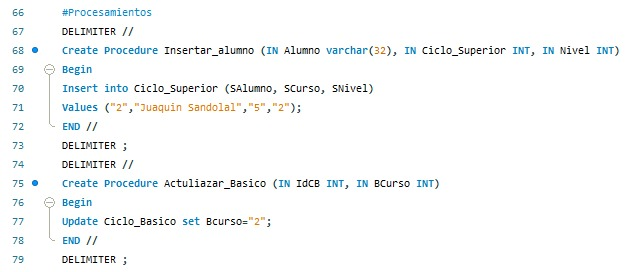 66 #Procesamientos
67 DELIMITER //
68 Create Procedure Insertar_alumno (IN Alumno varchar(32), IN Ciclo_Superior INT, IN Nivel INT)
69 Begin
70 Insert into Ciclo_Superior (SAlumno, SCurso, SNivel)
71 Values ("2","Juaquin Sandolal","5","2");
72 END //
73 DELIMITER ;
74 DELIMITER //
75 Create Procedure Actuliazar_Basico (IN IdCB INT, IN BCurso INT)
76 Begin
77 Update Ciclo_Basico set Bcurso="2";
78 END //
79 DELIMITER ;